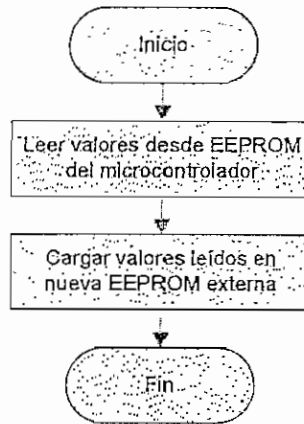 Inicio
Leer valores desde EEPROM
del microcontrolador
Cargar valores leídos en
nueva EEPROM externa
Fin